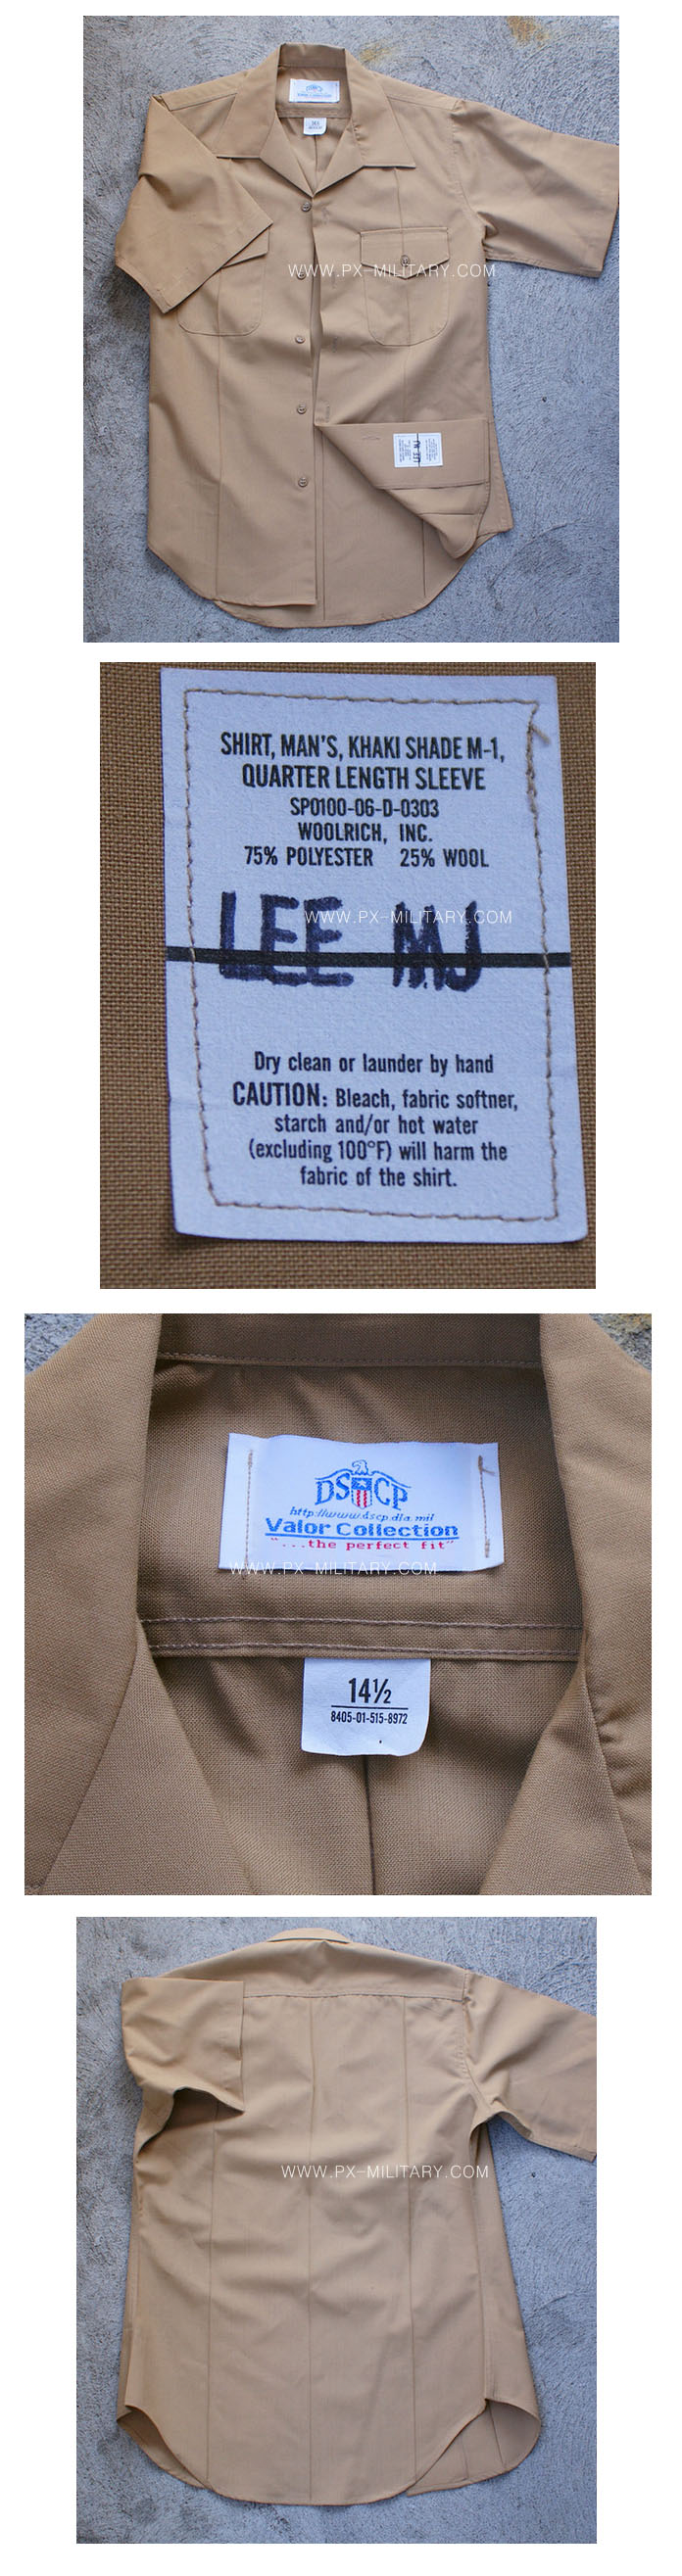 WWW.PX-MILITARY.COM
SHIRT, MAN'S, KHAKI SHADE M-1,
QUARTER LENGTH SLEEVE
SPO100-06-D-0303
WOOLRICH, INC.
75% POLYESTER 25% WOOL
LEE MJ
WWW.PX-MILITARY.COM
Dry clean or launder by hand
CAUTION: Bleach, fabric softner,
starch and/or hot water
(excluding 100°F) will harm the
fabric of the shirt.
DSCP
http://www.dscp.dla.mil
Valor Collection
"...the perfect fit"
WWW.PX-MILITARY.COM
14½
8405-01-515-8972
WWW.PX-MILITARY.COM